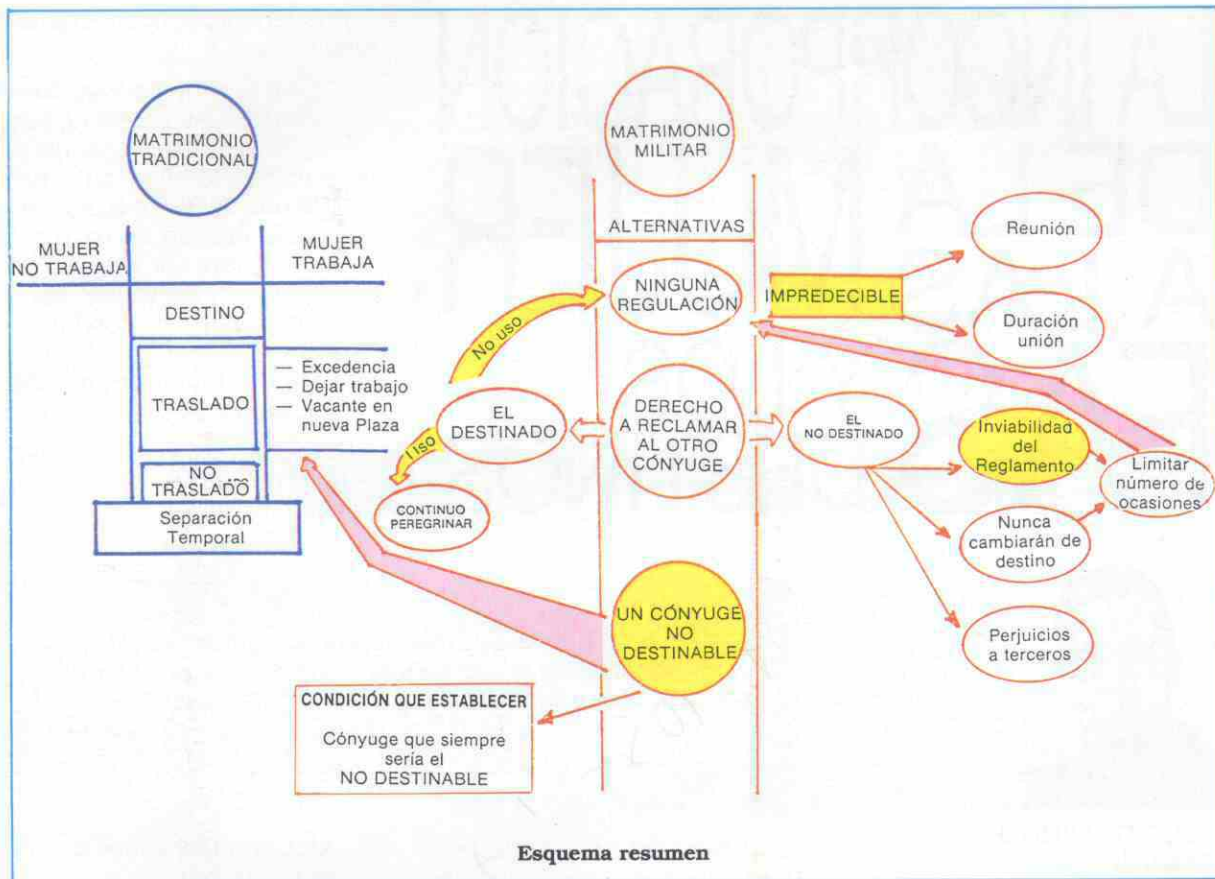 MATRIMONIO
TRADICIONAL
MUJER
NO TRABAJA
MUJER
TRABAJA
DESTINO
TRASLADO
— Excedencia
— Dejar trabajo
— Vacante en
nueva Plaza
NO
TRASLADO
Separación
Temporal
MATRIMONIO
MILITAR
ALTERNATIVAS
NINGUNA
REGULACIÓN
No uso
EL
DESTINADO
Uso
CONTINUO
PEREGRINAR
DERECHO
A RECLAMAR
AL OTRO
CÓNYUGE
UN CÓNYUGE
NO
DESTINABLE
CONDICIÓN QUE ESTABLECER
Cónyuge que siempre
sería el
NO DESTINABLE
IMPREDECIBLE
Reunión
Duración
unión
EL
NO DESTINADO
Inviabilidad
del
Reglamento
Nunca
cambiarán de
destino
Perjuicios
a terceros
Limitar
número de
ocasiones
Esquema resumen